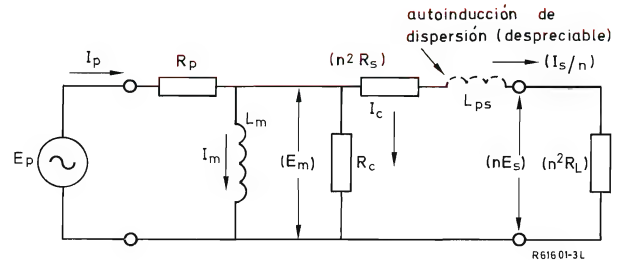 autoinducción de
dispersión (despreciable)
Ip
Rp
(n² Rs)
(Is/n)
Lps
Ic
Lm
Ep
Im
(Em)
Rc
(nEs)
(n²RL)
R61601-3L